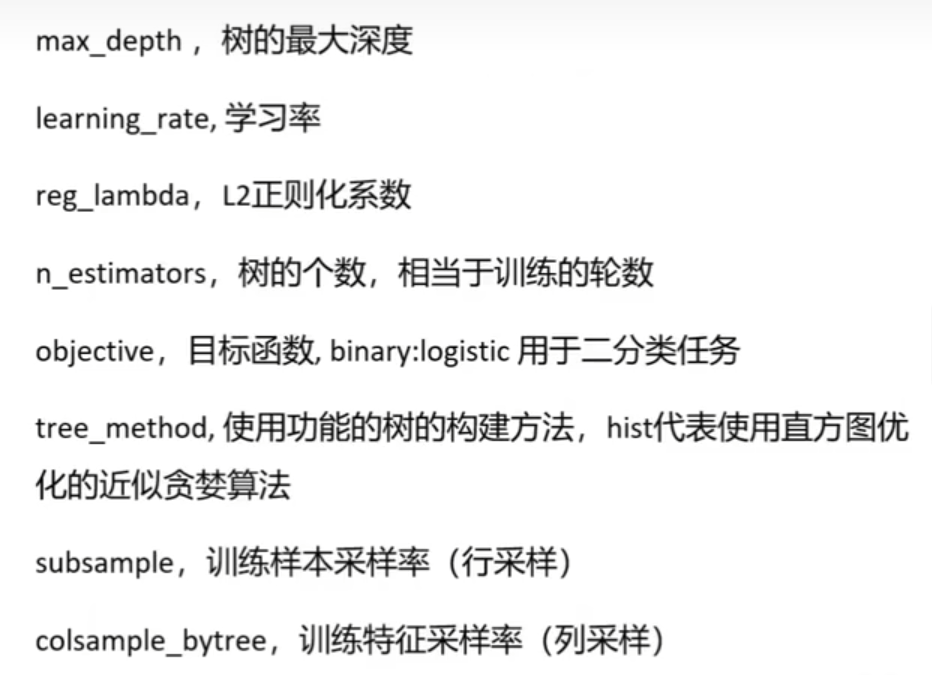 max_depth ，树的最大深度
learning_rate, 学习率
reg_lambda，L2正则化系数
n_estimators，树的个数，相当于训练的轮数
objective，目标函数, binary:logistic 用于二分类任务
tree_method, 使用功能的树的构建方法，hist代表使用直方图优
化的近似贪婪算法
subsample，训练样本采样率（行采样）
colsample_bytree，训练特征采样率（列采样）